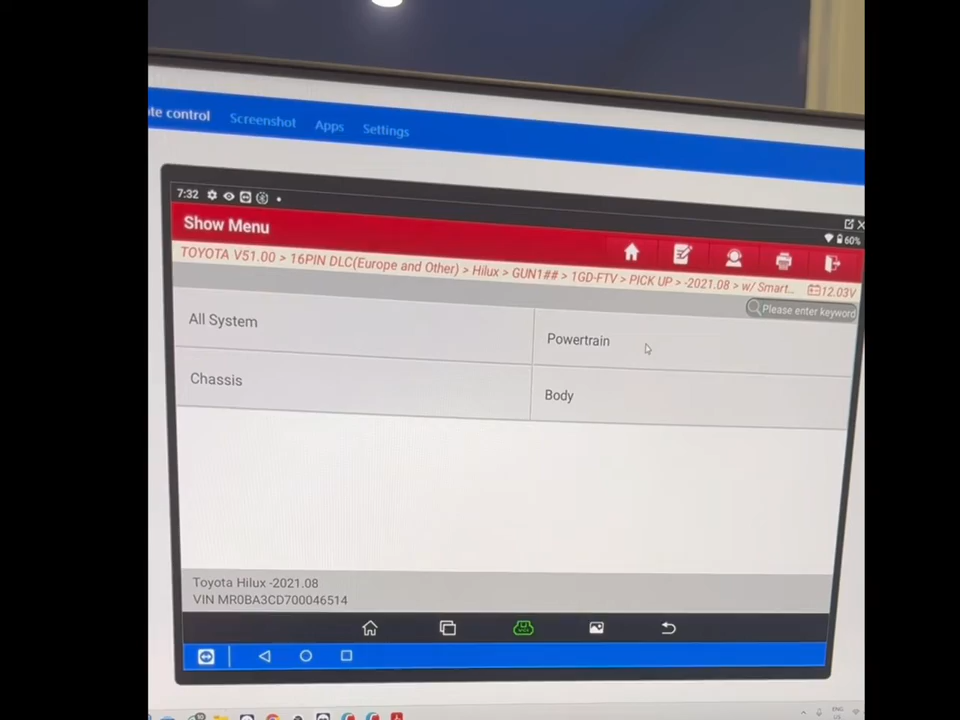 te control Screenshot Apps Settings
7:32
60%
Show Menu
TOYOTA V51.00 > 16PIN DLC(Europe and Other) > Hilux > GUN1## > 1GD-FTV > PICK UP > -2021.08 > w/ Smart... 12.03V
Please enter keyword
All System
Powertrain
Chassis
Body
Toyota Hilux -2021.08
VIN MR0BA3CD700046514
VCI
ENG